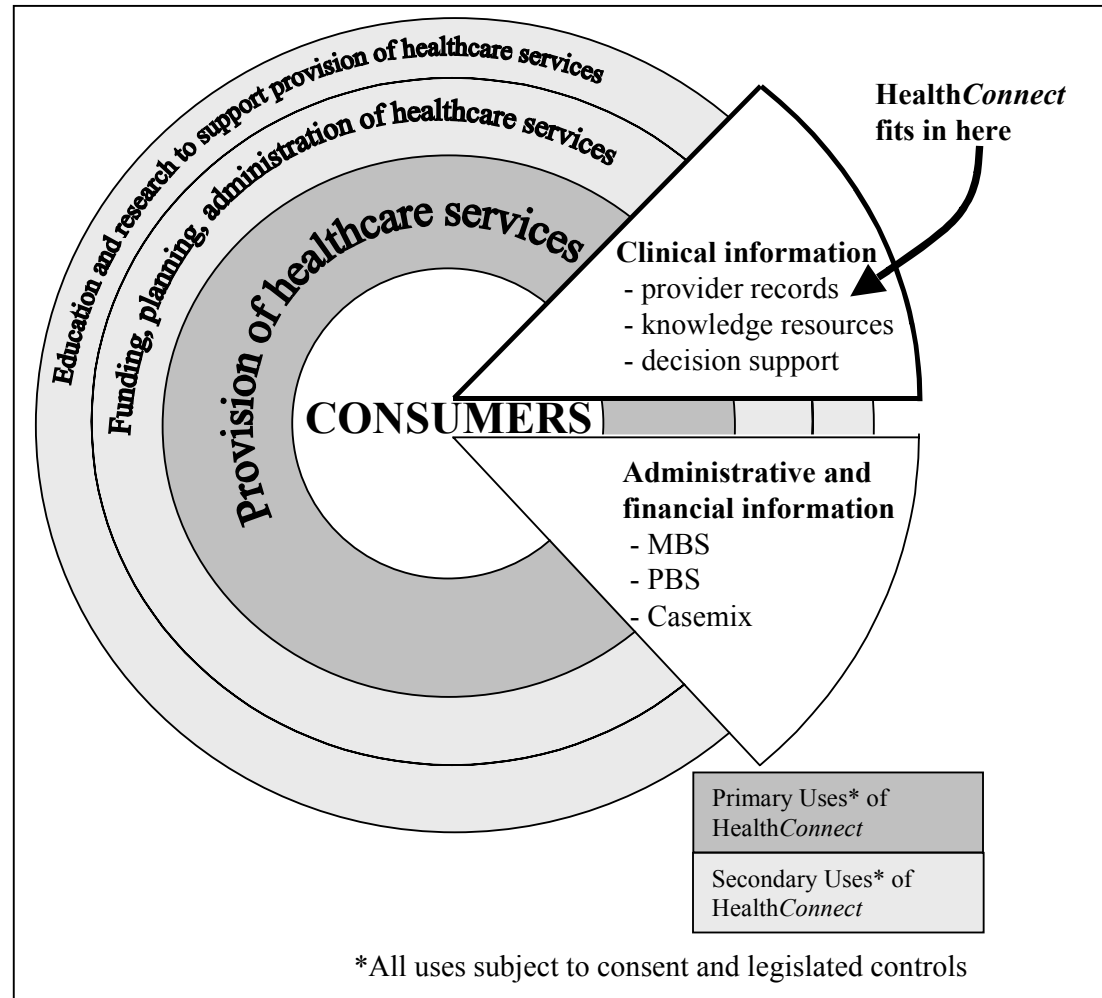 Education and research to support provision of healthcare services
Funding, planning, administration of healthcare services
Provision of healthcare services
CONSUMERS
HealthConnect
fits in here
Clinical information
- provider records
- knowledge resources
- decision support
Administrative and
financial information
- MBS
- PBS
- Casemix
Primary Uses* of
HealthConnect
Secondary Uses* of
HealthConnect
*All uses subject to consent and legislated controls